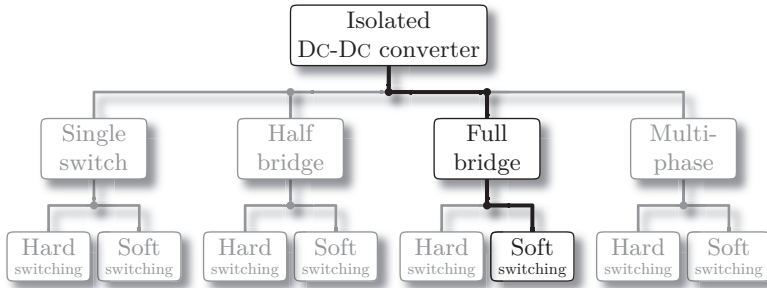 Isolated
DC-DC converter
Single
switch
Half
bridge
Full
bridge
Multi-
phase
Hard
switching
Soft
switching
Hard
switching
Soft
switching
Hard
switching
Soft
switching
Hard
switching
Soft
switching